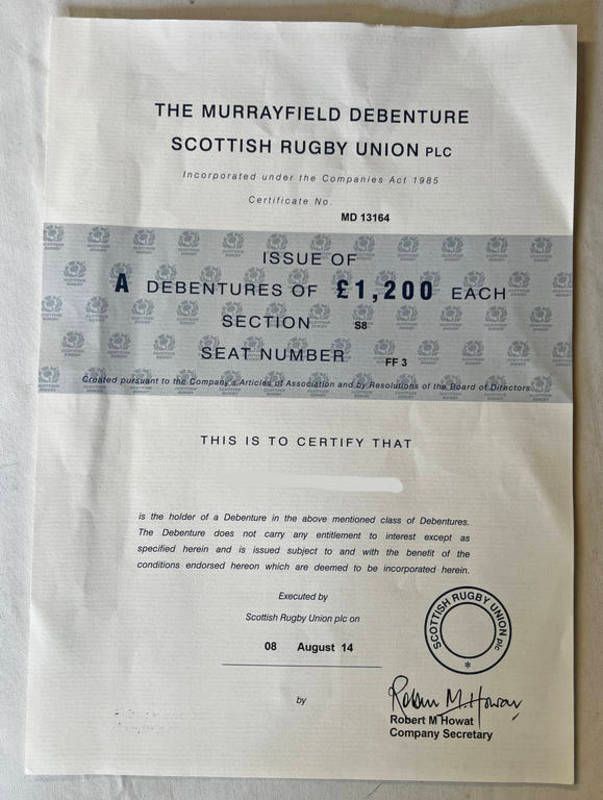 THE MURRAYFIELD DEBENTURE
SCOTTISH RUGBY UNION PLC
Incorporated under the Companies Act 1985
Certificate No.
MD 13164
ISSUE OF
A DEBENTURES OF £1,200 EACH
SECTION S8
SEAT NUMBER FF 3
Created pursuant to the Company's Articles of Association and by Resolutions of the Board of Directors
THIS IS TO CERTIFY THAT
is the holder of a Debenture in the above mentioned class of Debentures.
The Debenture does not carry any entitlement to interest except as
specified herein and is issued subject to and with the benefit of the
conditions endorsed hereon which are deemed to be incorporated herein.
Executed by
Scottish Rugby Union plc on
08 August 14
SCOTTISH RUGBY UNION plc
*
by
Robert M Howat
Robert M Howat
Company Secretary